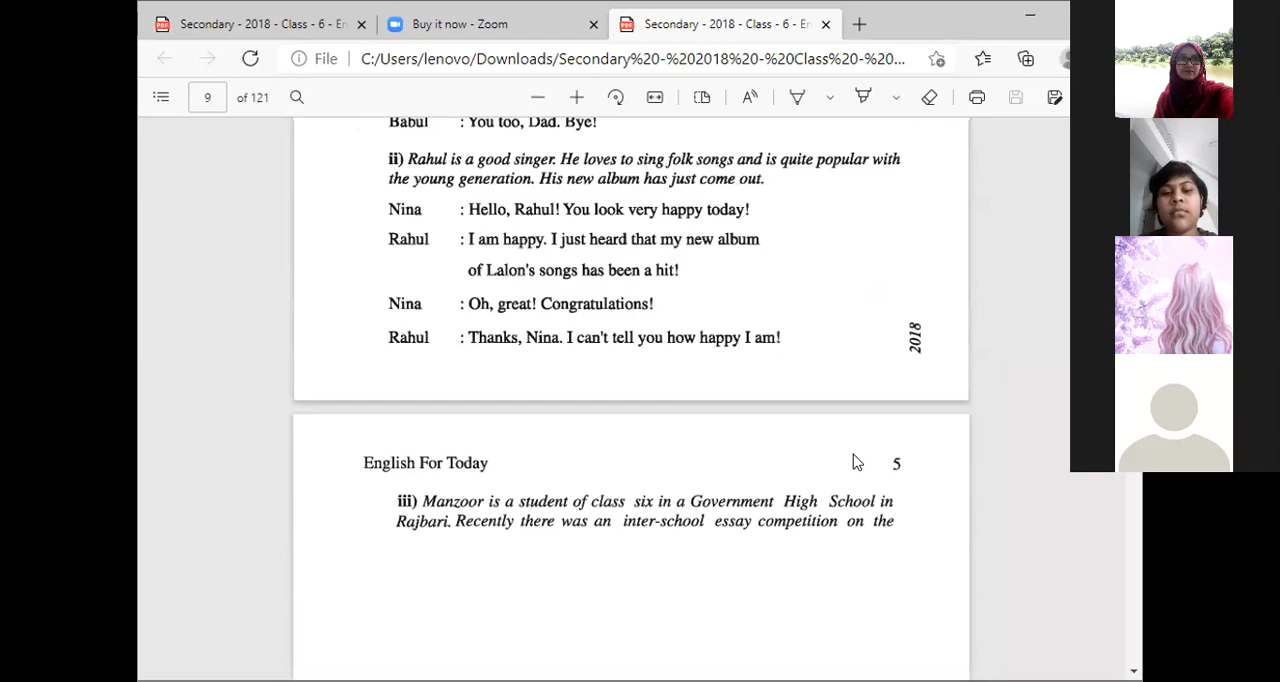 Secondary - 2018 - Class - 6 - En
Buy it now - Zoom
Secondary - 2018 - Class - 6 - En
File
C:/Users/lenovo/Downloads/Secondary%20-%202018%20-%20Class%20-%20...
9 of 121
Babul : You too, Dad. Bye!
ii) Rahul is a good singer. He loves to sing folk songs and is quite popular with
the young generation. His new album has just come out.
Nina : Hello, Rahul! You look very happy today!
Rahul : I am happy. I just heard that my new album
of Lalon's songs has been a hit!
Nina : Oh, great! Congratulations!
Rahul : Thanks, Nina. I can't tell you how happy I am!
2018
English For Today 5
iii) Manzoor is a student of class six in a Government High School in
Rajbari. Recently there was an inter-school essay competition on the